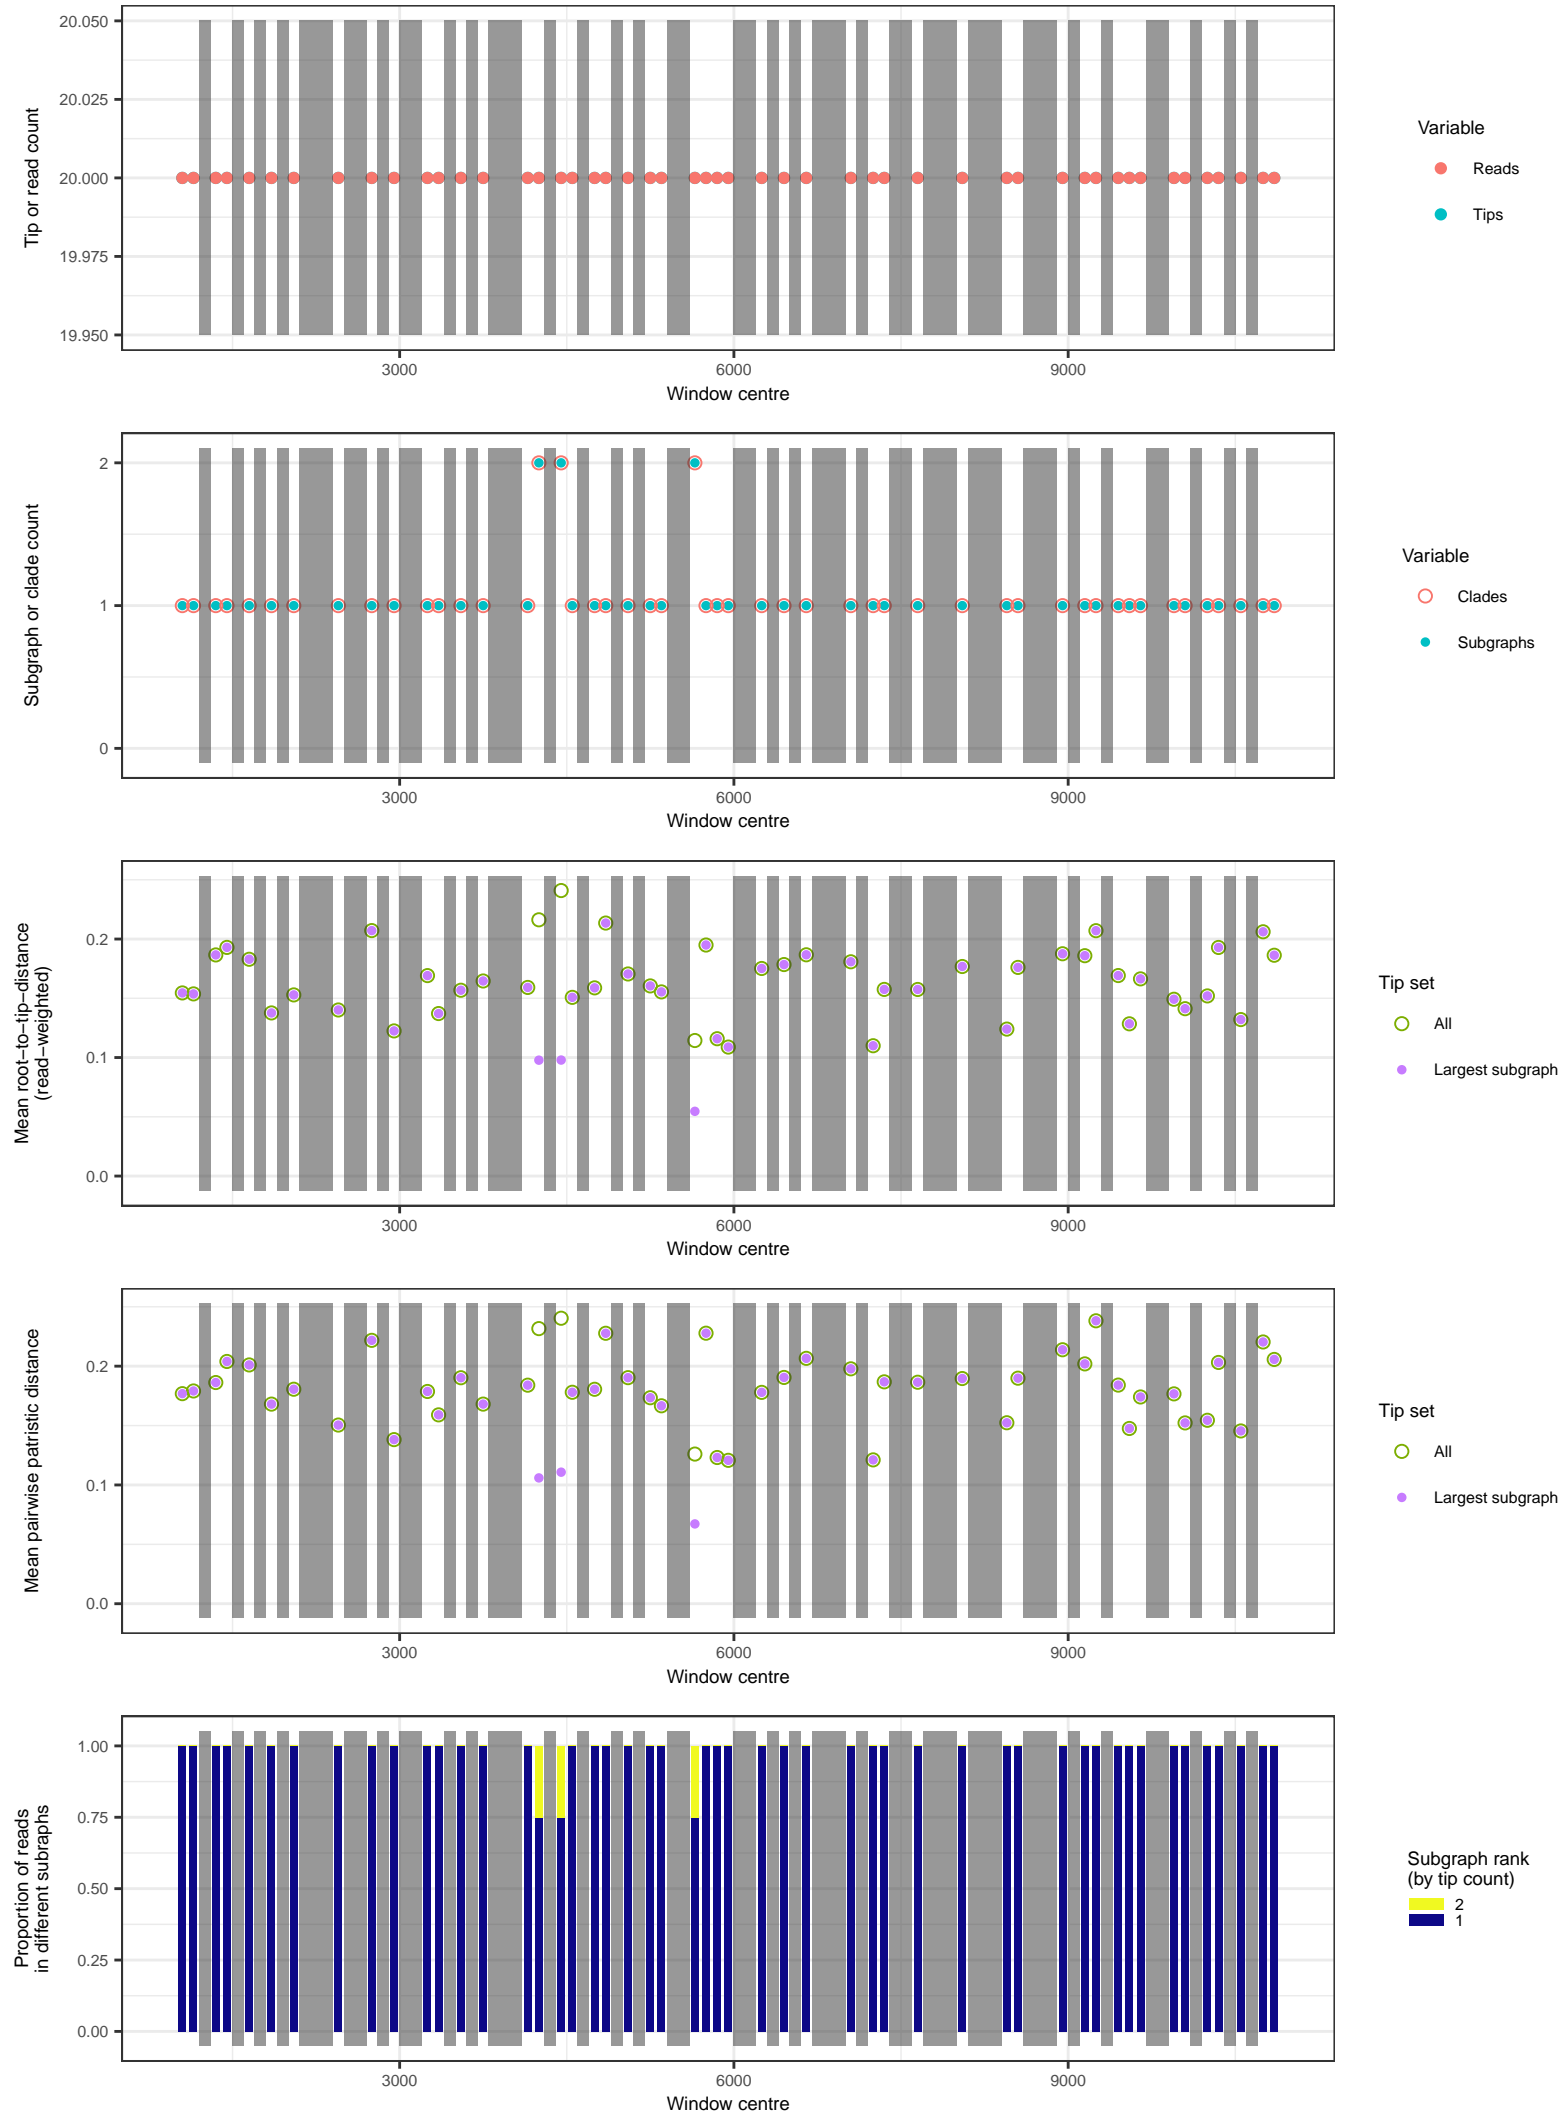 20.050
20.025
20.000
19.975
19.950
Tip or read count
3000 6000 9000
Window centre
Variable
Reads
Tips
2
1
0
Subgraph or clade count
3000 6000 9000
Window centre
Variable
Clades
Subgraphs
0.2
0.1
0.0
Mean root−to−tip−distance
(read−weighted)
3000 6000 9000
Window centre
Tip set
All
Largest subgraph
0.2
0.1
0.0
Mean pairwise patristic distance
3000 6000 9000
Window centre
Tip set
All
Largest subgraph
1.00
0.75
0.50
0.25
0.00
Proportion of reads
in different subraphs
3000 6000 9000
Window centre
Subgraph rank
(by tip count)
2
1